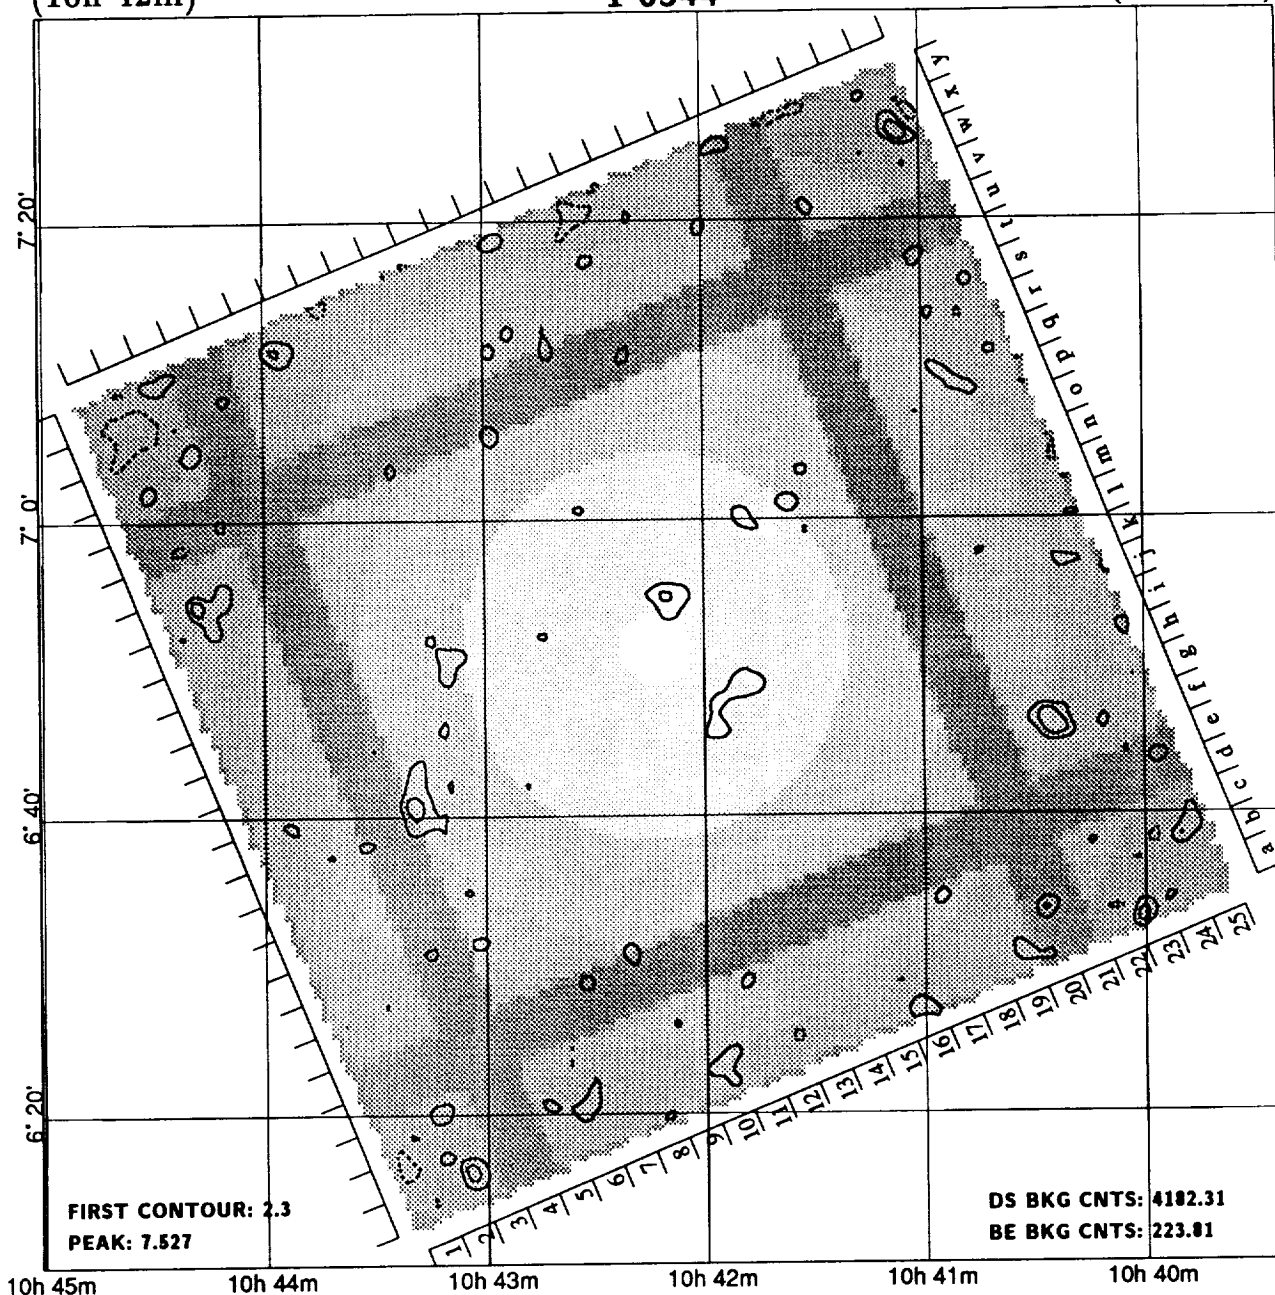 7° 20'
7° 0'
6° 40'
6° 20'
y|x|w|v|u|t|s|r|q|p|o|n|m|l|k|j|i|h|g|f|e|d|c|b|a
1 2 3 4 5 6 7 8 9 10 11 12 13 14 15 16 17 18 19 20 21 22 23 24 25
FIRST CONTOUR: 2.3
PEAK: 7.527
DS BKG CNTS: 4182.31
BE BKG CNTS: 223.81
10h 45m 10h 44m 10h 43m 10h 42m 10h 41m 10h 40m